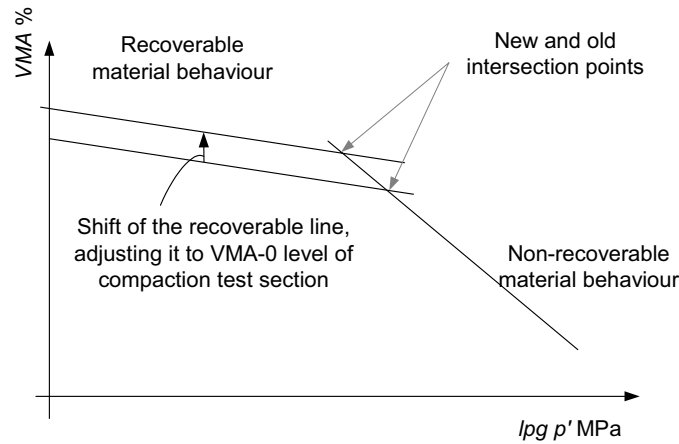 VMA %
Recoverable
material behaviour
New and old
intersection points
Shift of the recoverable line,
adjusting it to VMA-0 level of
compaction test section
Non-recoverable
material behaviour
lpg p' MPa